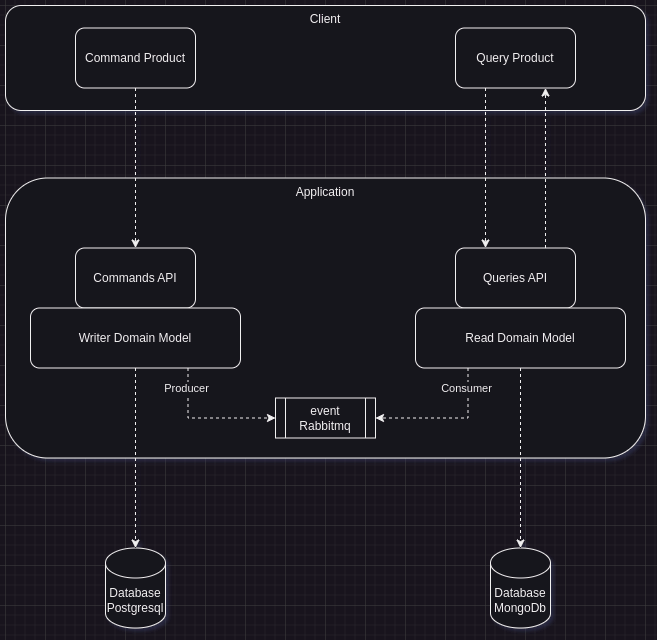 Client
Command Product
Query Product
Application
Commands API
Queries API
Writer Domain Model
Read Domain Model
Producer
Consumer
event
Rabbitmq
Database
Postgresql
Database
MongoDb